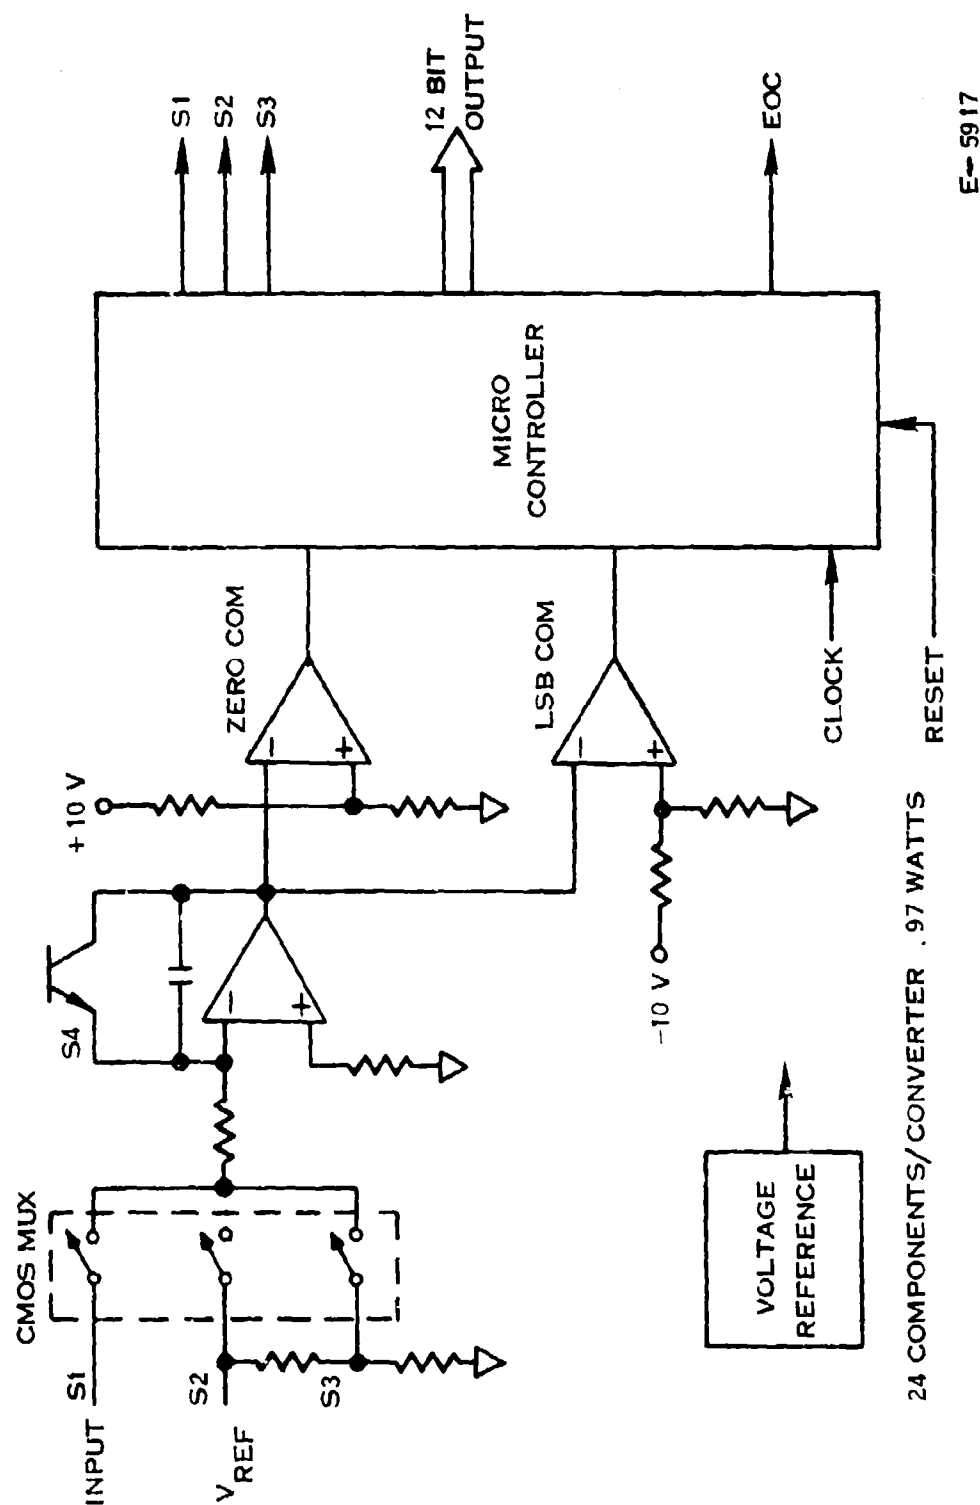 INPUT
S1
V REF
S2
S3
CMOS MUX
S4
−
+
+10 V
ZERO COM
−
+
LSB COM
−
+
−10 V
MICRO
CONTROLLER
S1
S2
S3
12 BIT
OUTPUT
EOC
CLOCK
RESET
VOLTAGE
REFERENCE
24 COMPONENTS/CONVERTER .97 WATTS
E-5917